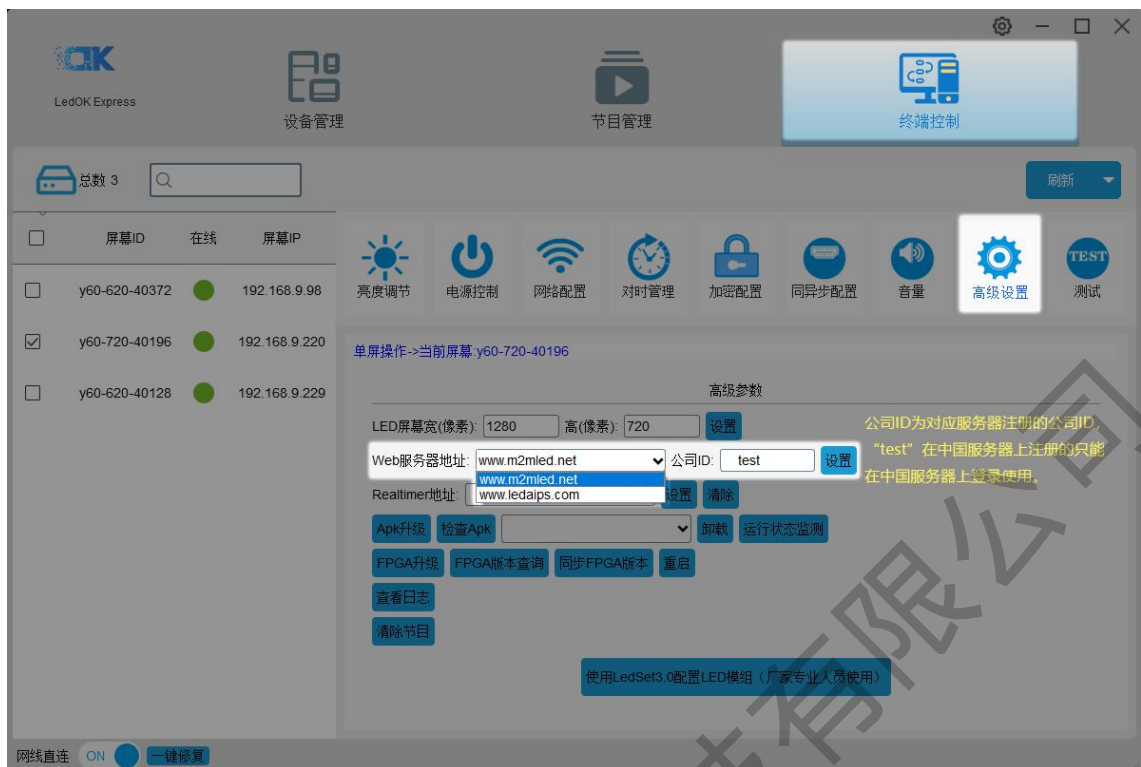 LedOK Express
设备管理
节目管理
终端控制
总数 3
刷新
屏幕ID 在线 屏幕IP
y60-620-40372 192.168.9.98
y60-720-40196 192.168.9.220
y60-620-40128 192.168.9.229
亮度调节 电源控制 网络配置 对时管理 加密配置 同异步配置 音量 高级设置 TEST 测试
单屏操作->当前屏幕:y60-720-40196
高级参数
LED屏幕宽(像素): 1280 高(像素): 720 设置
Web服务器地址: www.m2mled.net 公司ID: test 设置
www.m2mled.net
www.ledaips.com
Realtimer地址: 设置 清除
公司ID为对应服务器注册的公司ID，
“test”在中国服务器上注册的只能
在中国服务器上登录使用。
Apk升级 检查Apk 卸载 运行状态监测
FPGA升级 FPGA版本查询 同步FPGA版本 重启
查看日志
清除节目
使用LedSet3.0配置LED模组（厂家专业人员使用）
网线直连 ON 一键修复
技有限公司